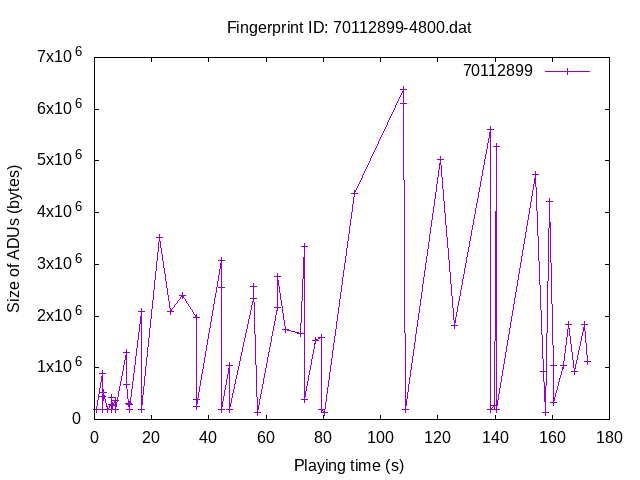 Fingerprint ID: 70112899-4800.dat
70112899
7x10^6
6x10^6
5x10^6
4x10^6
3x10^6
2x10^6
1x10^6
0
Size of ADUs (bytes)
0 20 40 60 80 100 120 140 160 180
Playing time (s)